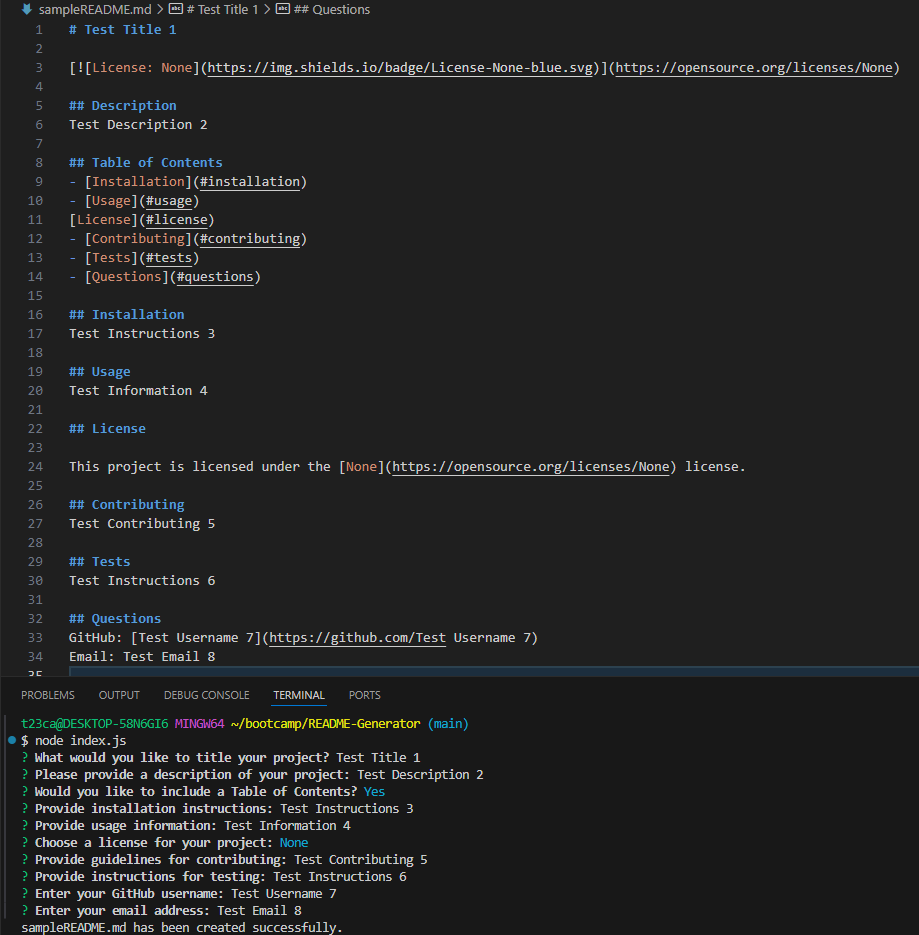 sampleREADME.md > # Test Title 1 > ## Questions
1 # Test Title 1
2
3 [![License: None](https://img.shields.io/badge/License-None-blue.svg)](https://opensource.org/licenses/None)
4
5 ## Description
6 Test Description 2
7
8 ## Table of Contents
9 - [Installation](#installation)
10 - [Usage](#usage)
11 [License](#license)
12 - [Contributing](#contributing)
13 - [Tests](#tests)
14 - [Questions](#questions)
15
16 ## Installation
17 Test Instructions 3
18
19 ## Usage
20 Test Information 4
21
22 ## License
23
24 This project is licensed under the [None](https://opensource.org/licenses/None) license.
25
26 ## Contributing
27 Test Contributing 5
28
29 ## Tests
30 Test Instructions 6
31
32 ## Questions
33 GitHub: [Test Username 7](https://github.com/Test Username 7)
34 Email: Test Email 8
35
PROBLEMS OUTPUT DEBUG CONSOLE TERMINAL PORTS
t23ca@DESKTOP-58N6GI6 MINGW64 ~/bootcamp/README-Generator (main)
$ node index.js
? What would you like to title your project? Test Title 1
? Please provide a description of your project: Test Description 2
? Would you like to include a Table of Contents? Yes
? Provide installation instructions: Test Instructions 3
? Provide usage information: Test Information 4
? Choose a license for your project: None
? Provide guidelines for contributing: Test Contributing 5
? Provide instructions for testing: Test Instructions 6
? Enter your GitHub username: Test Username 7
? Enter your email address: Test Email 8
sampleREADME.md has been created successfully.